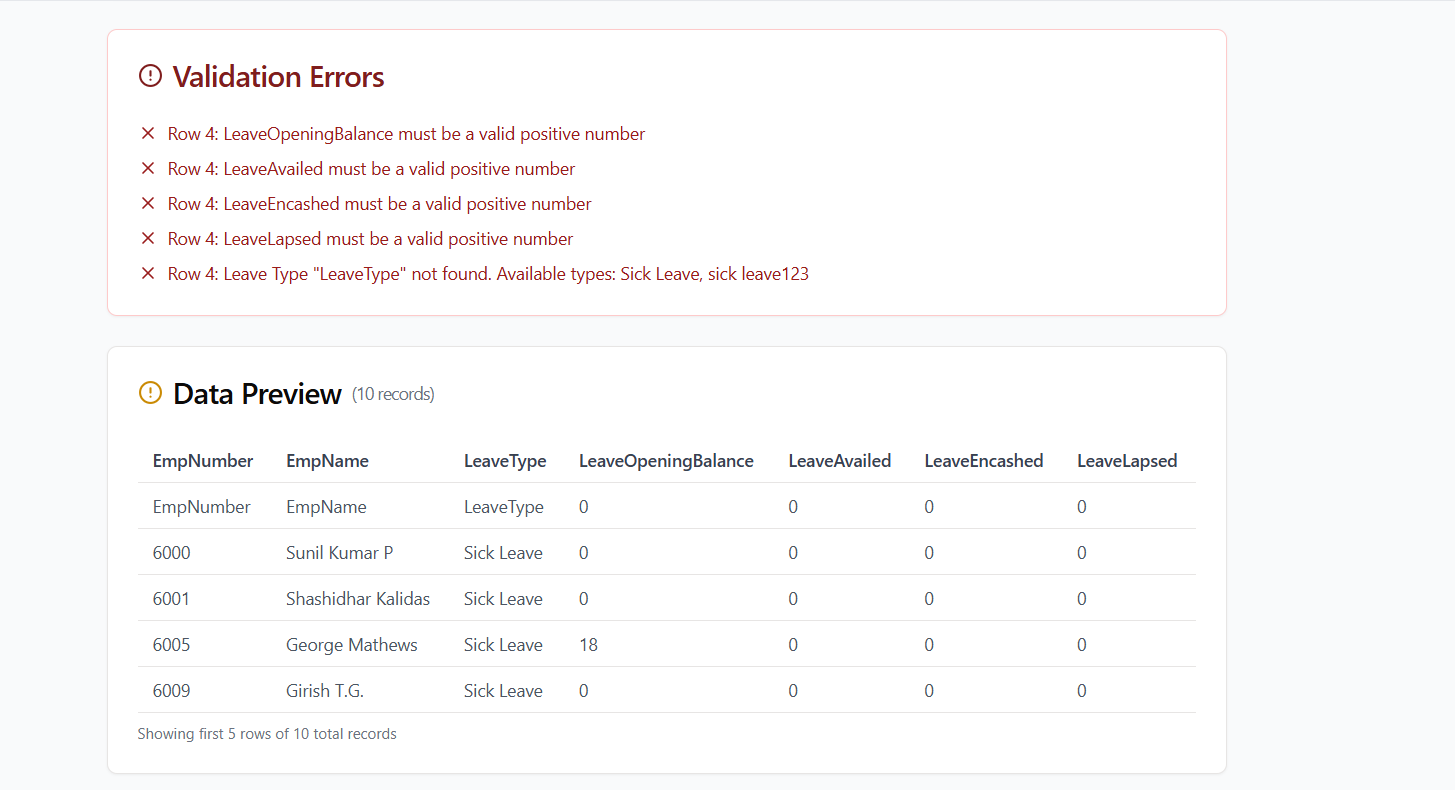 Validation Errors
Row 4: LeaveOpeningBalance must be a valid positive number
Row 4: LeaveAvailed must be a valid positive number
Row 4: LeaveEncashed must be a valid positive number
Row 4: LeaveLapsed must be a valid positive number
Row 4: Leave Type "LeaveType" not found. Available types: Sick Leave, sick leave123
Data Preview (10 records)
EmpNumber EmpName LeaveType LeaveOpeningBalance LeaveAvailed LeaveEncashed LeaveLapsed
EmpNumber EmpName LeaveType 0 0 0 0
6000 Sunil Kumar P Sick Leave 0 0 0 0
6001 Shashidhar Kalidas Sick Leave 0 0 0 0
6005 George Mathews Sick Leave 18 0 0 0
6009 Girish T.G. Sick Leave 0 0 0 0
Showing first 5 rows of 10 total records